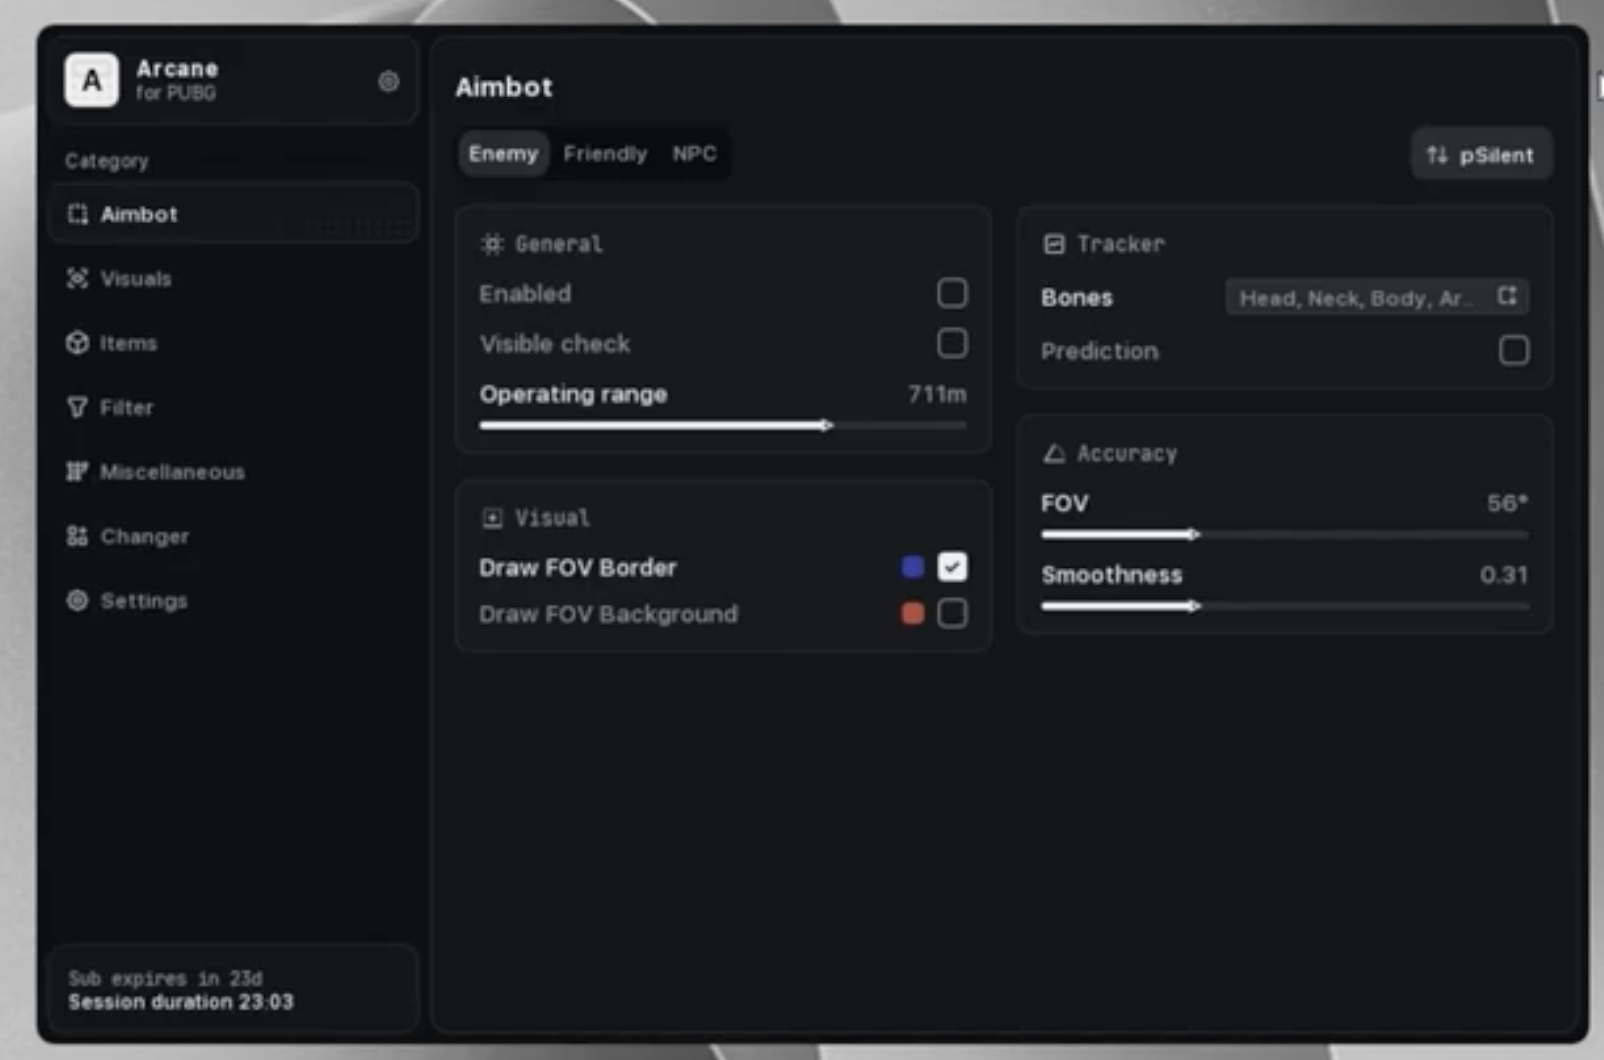 A
Arcane
for PUBG
Category
Aimbot
Visuals
Items
Filter
Miscellaneous
Changer
Settings
Sub expires in 23d
Session duration 23:03
Aimbot
Enemy Friendly NPC
pSilent
General
Enabled
Visible check
Operating range 711m
Visual
Draw FOV Border
Draw FOV Background
Tracker
Bones Head, Neck, Body, Ar..
Prediction
Accuracy
FOV 56°
Smoothness 0.31